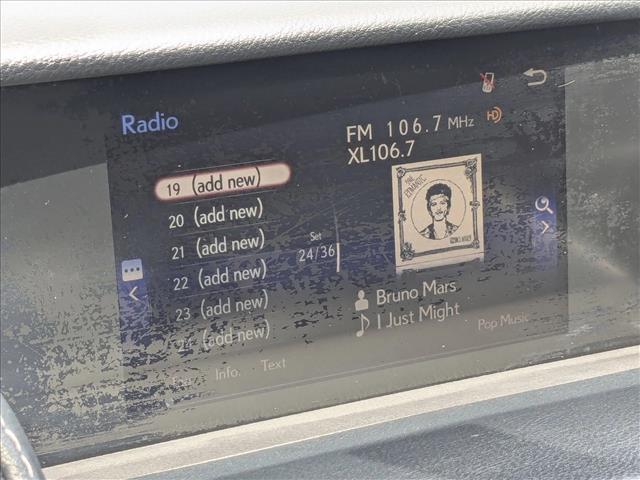 Radio
FM 106.7 MHz HD
XL106.7
19 (add new)
20 (add new)
21 (add new)
22 (add new)
23 (add new)
(add new)
Set
24/36
Bruno Mars
I Just Might
Pop Music
Info.
Text